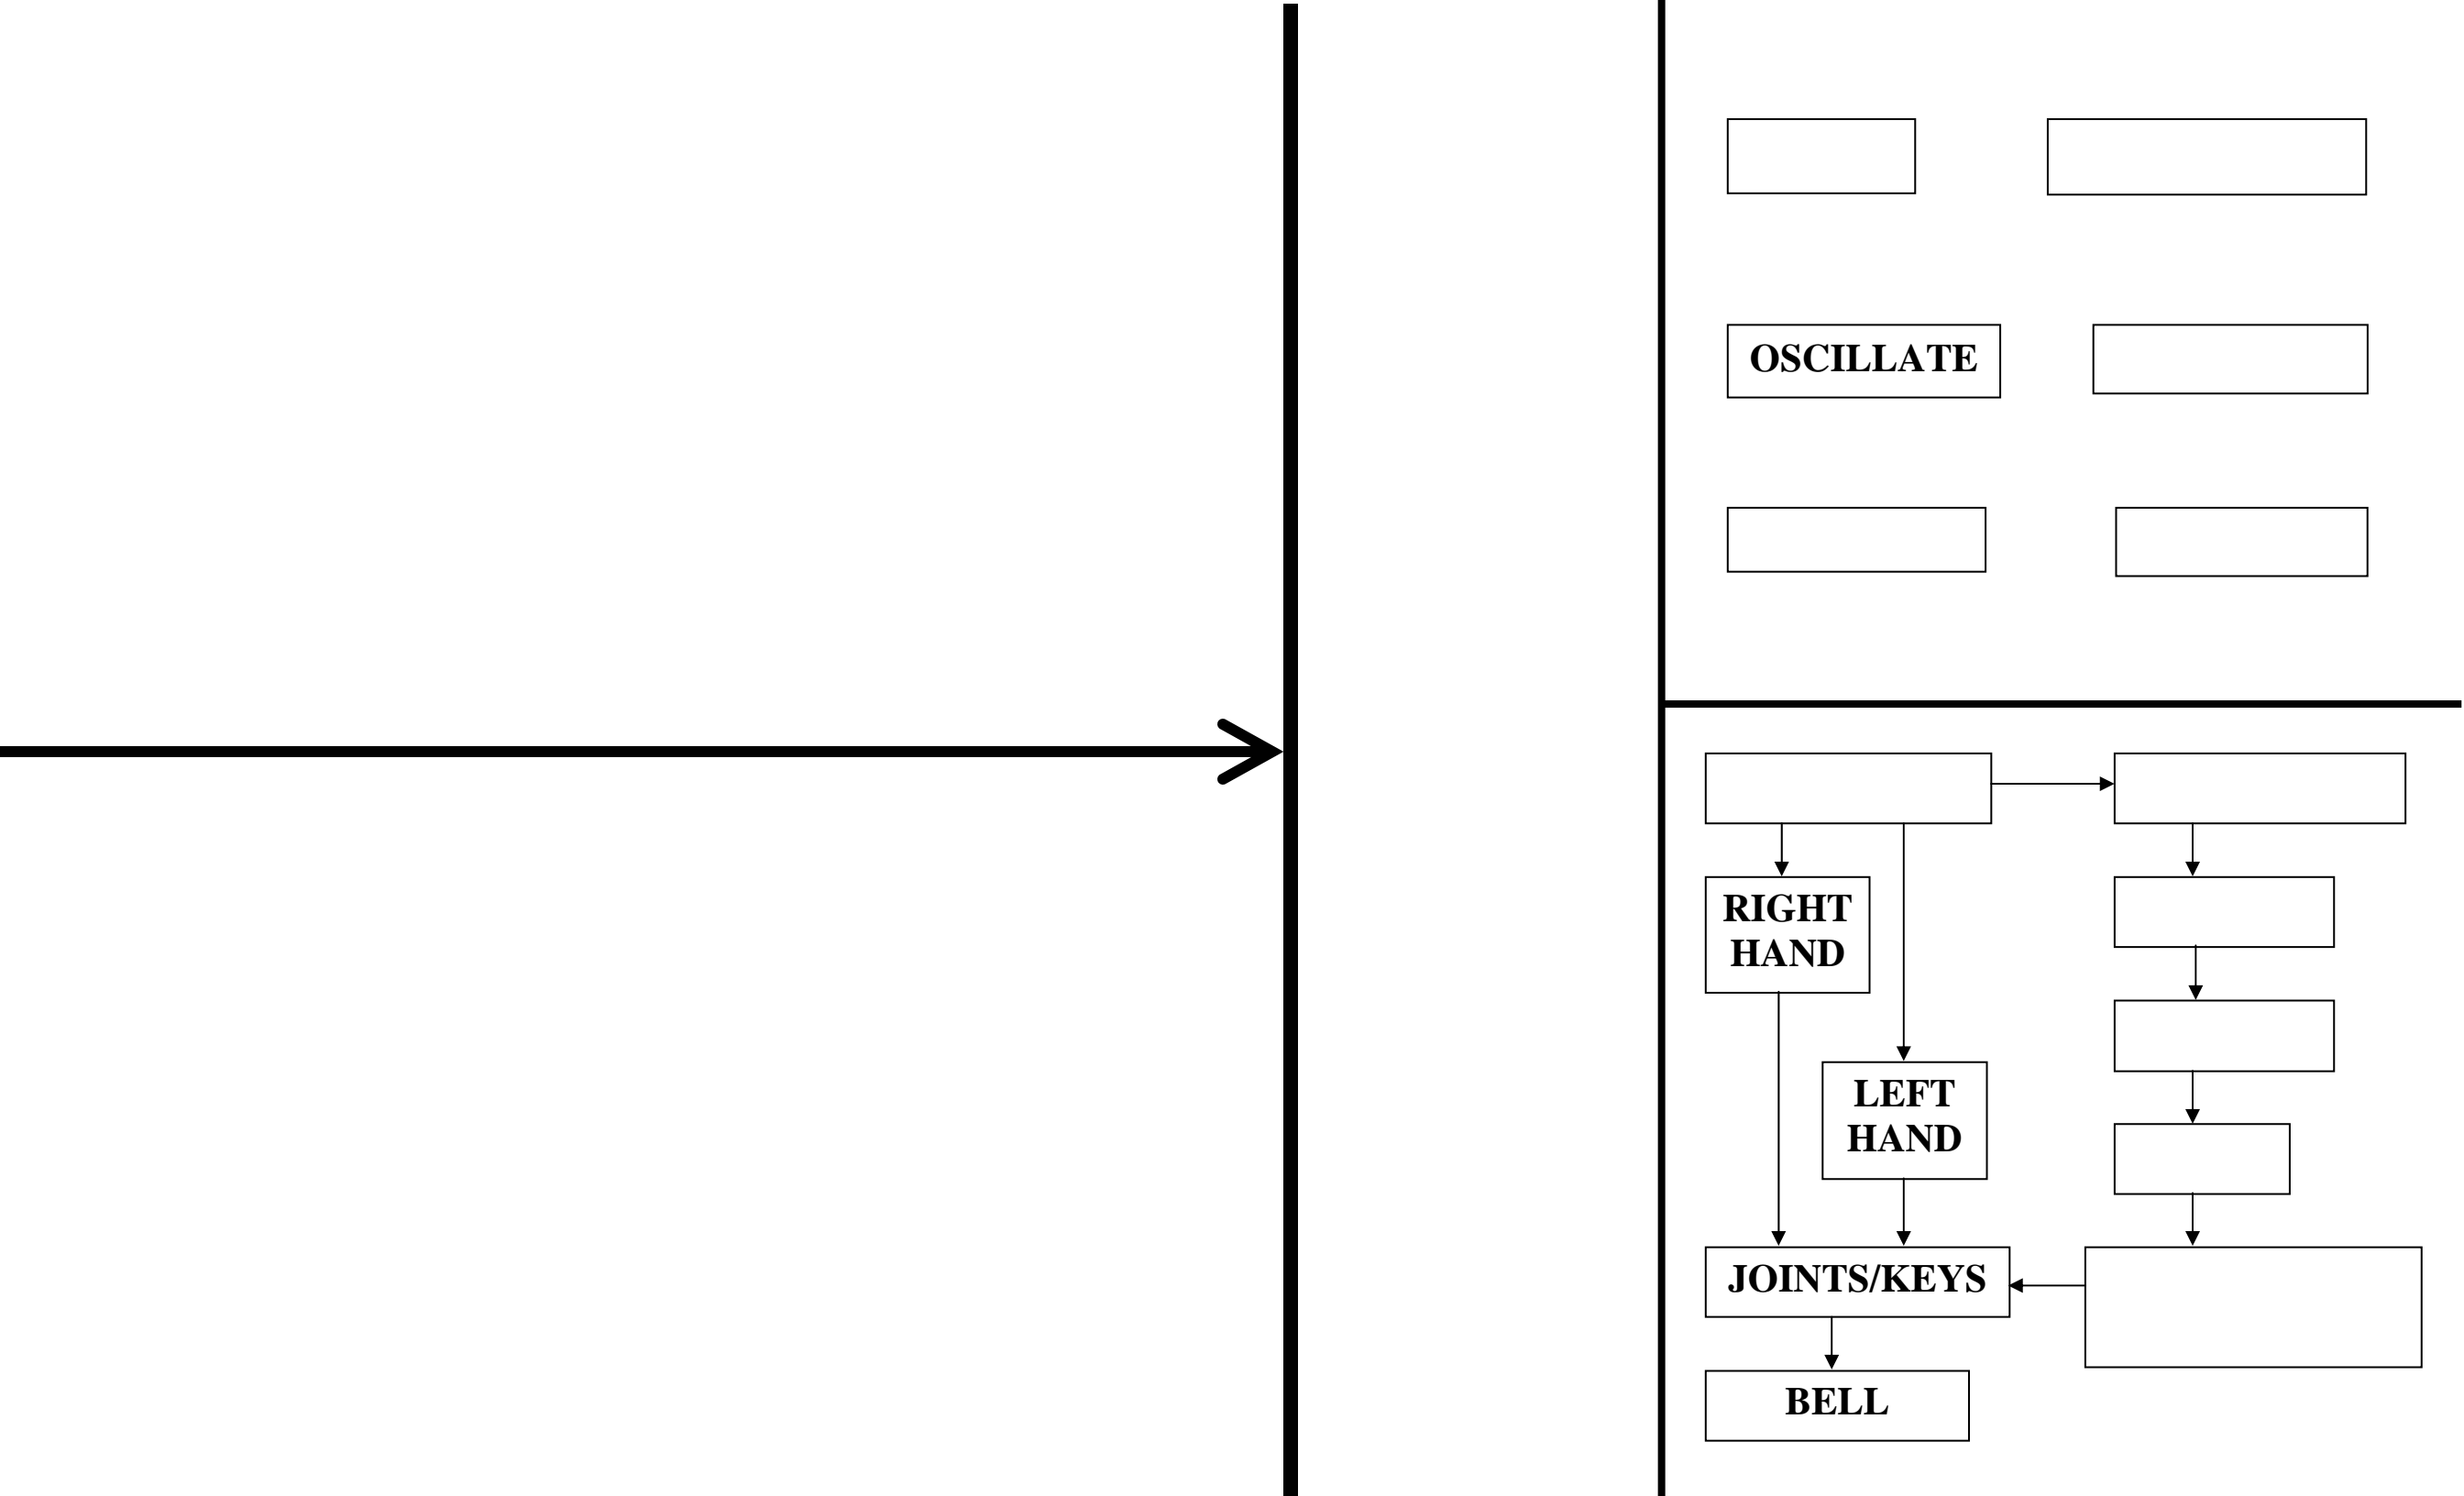 OSCILLATE
RIGHT
HAND
LEFT
HAND
JOINTS/KEYS
BELL